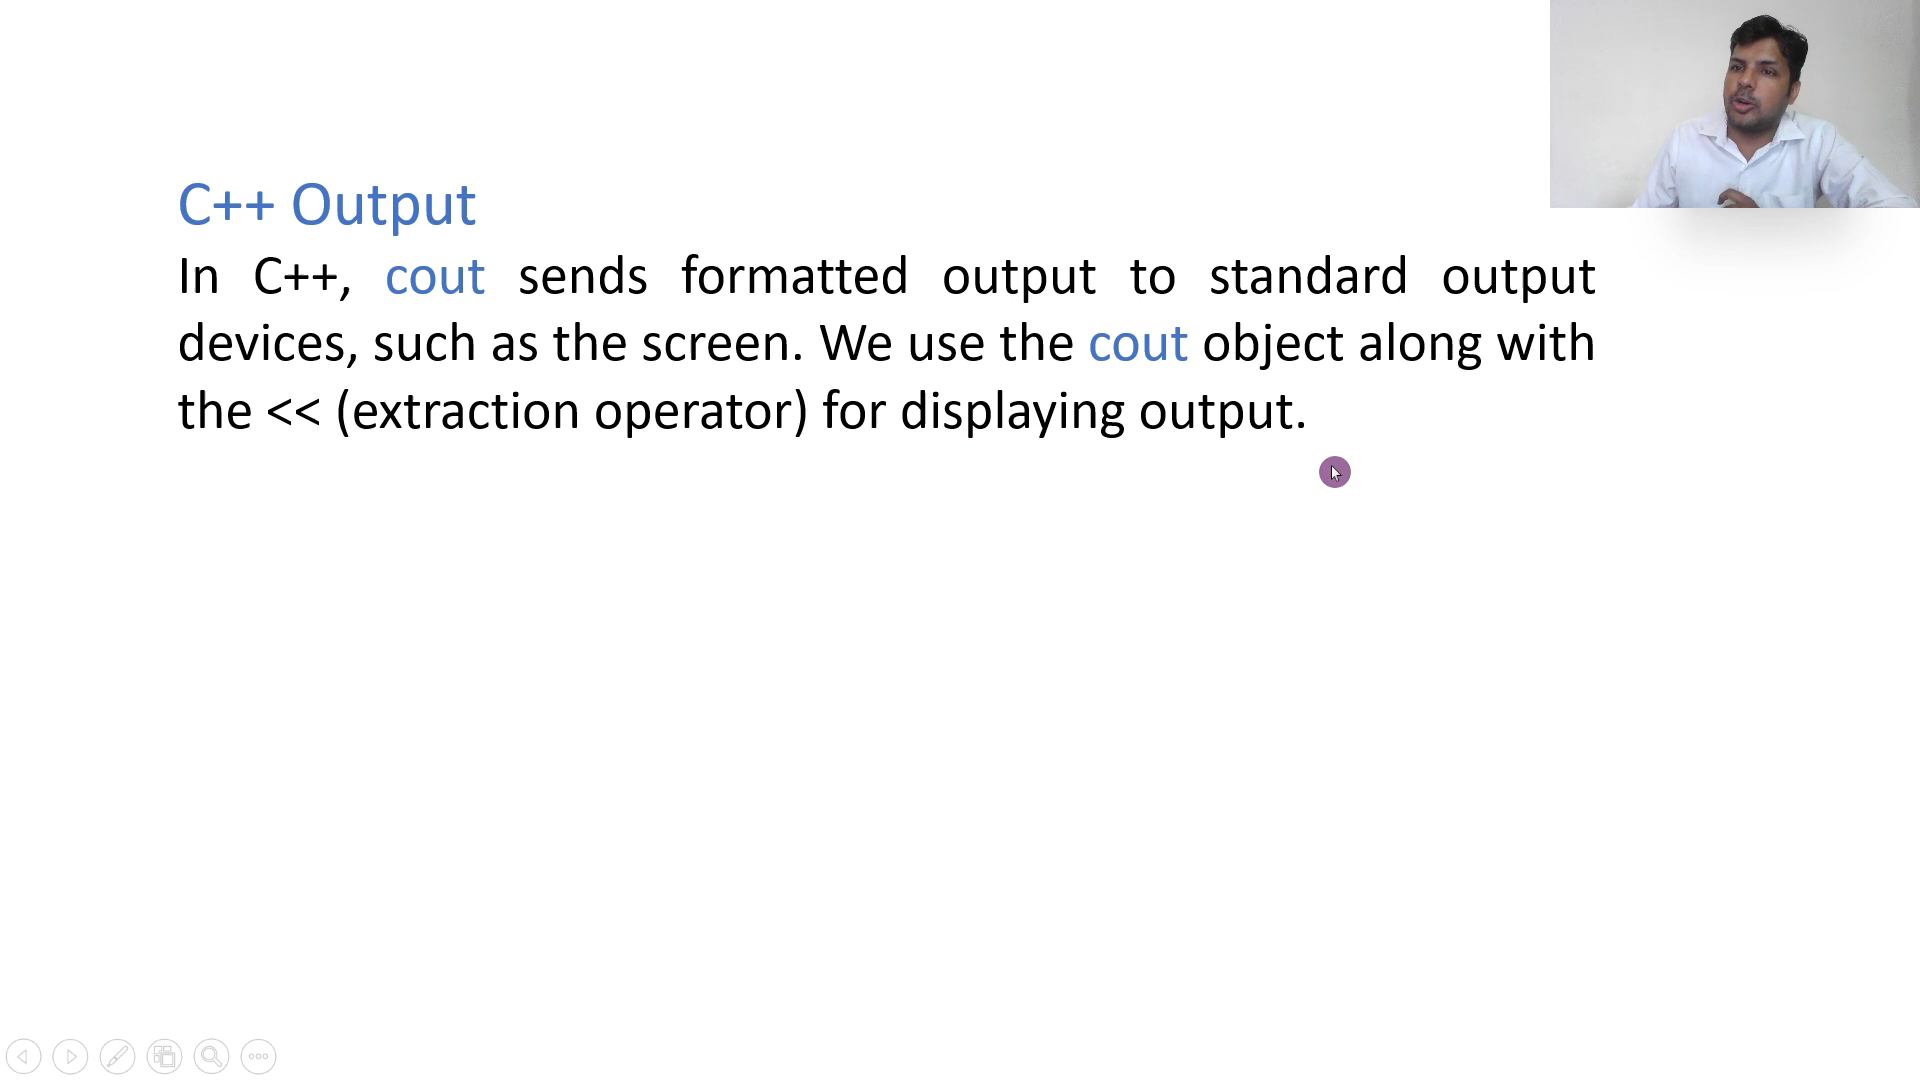 C++ Output
In C++, cout sends formatted output to standard output
devices, such as the screen. We use the cout object along with
the << (extraction operator) for displaying output.